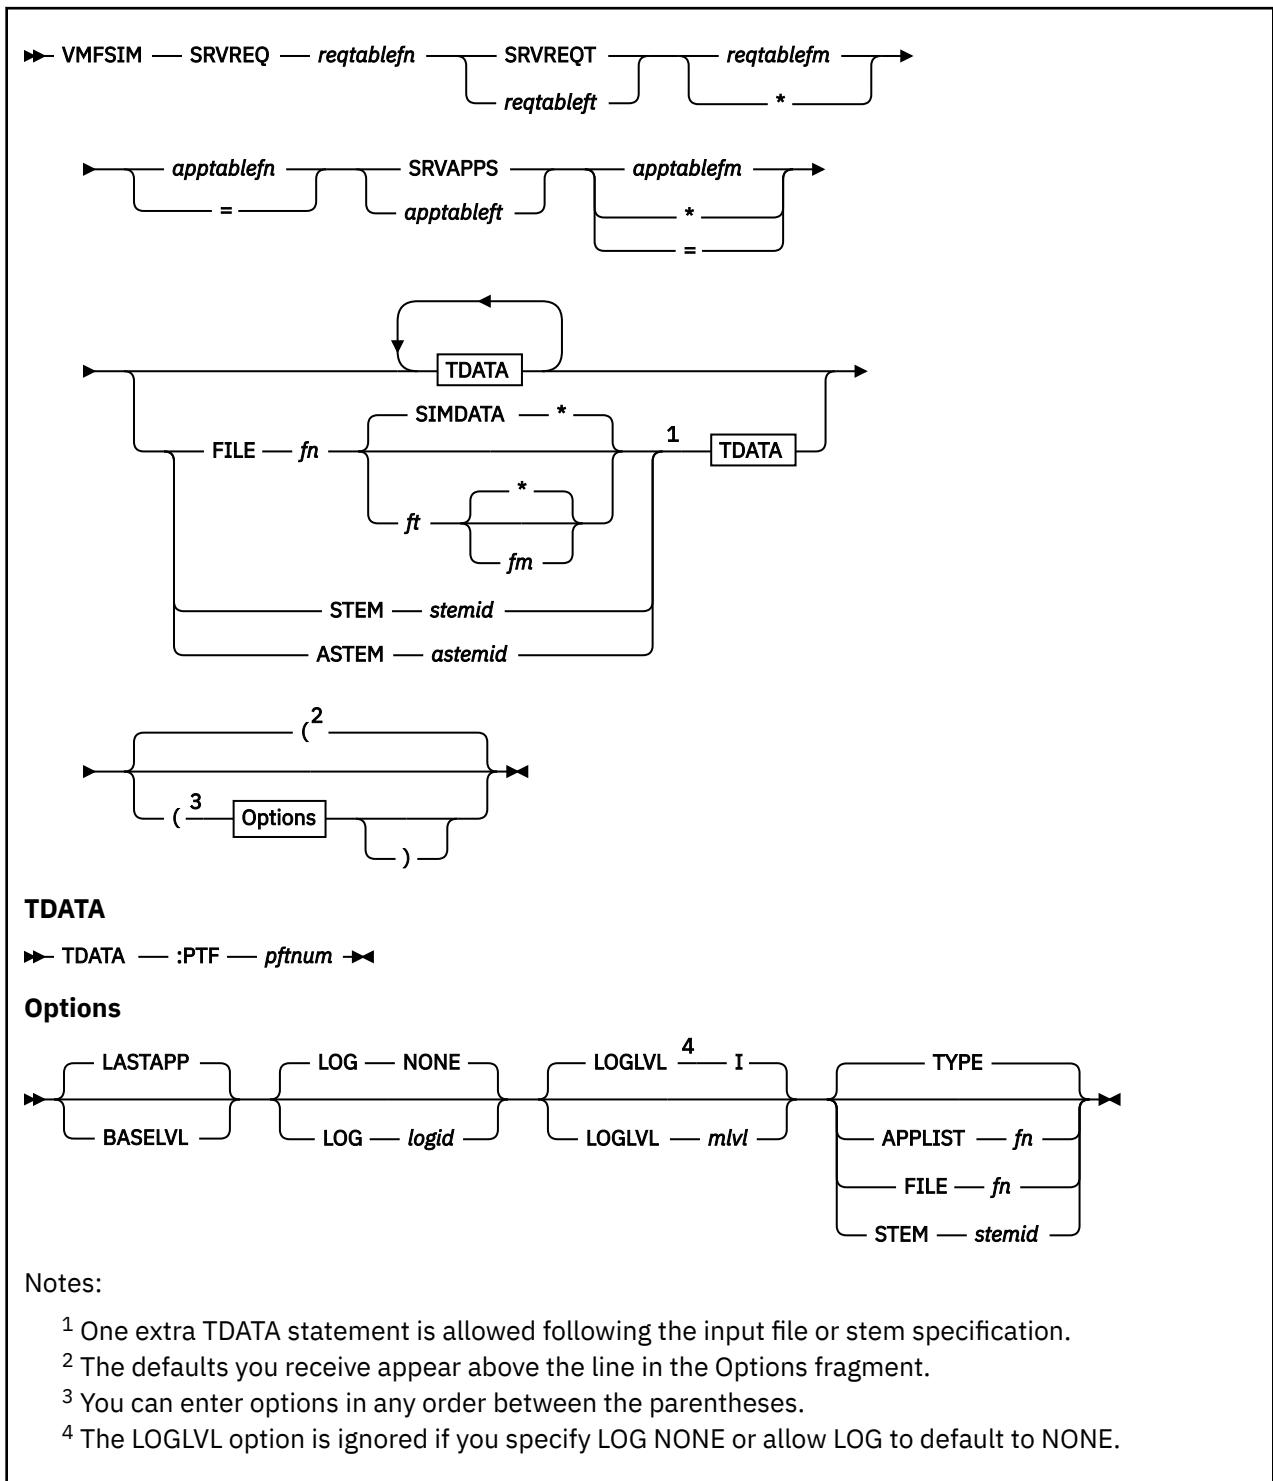 VMFSIM SRVREQ reqtablefn SRVREQT reqtablefm
reqtableft *
apptablefn SRVAPPS apptablefm
= apptableft *
=
TDATA
SIMDATA *
FILE fn 1 TDATA
*
ft
fm
STEM stemid
ASTEM astemid
( 2
( 3 Options
)
TDATA
TDATA :PTF pftnum
Options
LASTAPP LOG NONE LOGLVL 4 I TYPE
BASELVL LOG logid LOGLVL mlvl APPLIST fn
FILE fn
STEM stemid
Notes:
1 One extra TDATA statement is allowed following the input file or stem specification.
2 The defaults you receive appear above the line in the Options fragment.
3 You can enter options in any order between the parentheses.
4 The LOGLVL option is ignored if you specify LOG NONE or allow LOG to default to NONE.